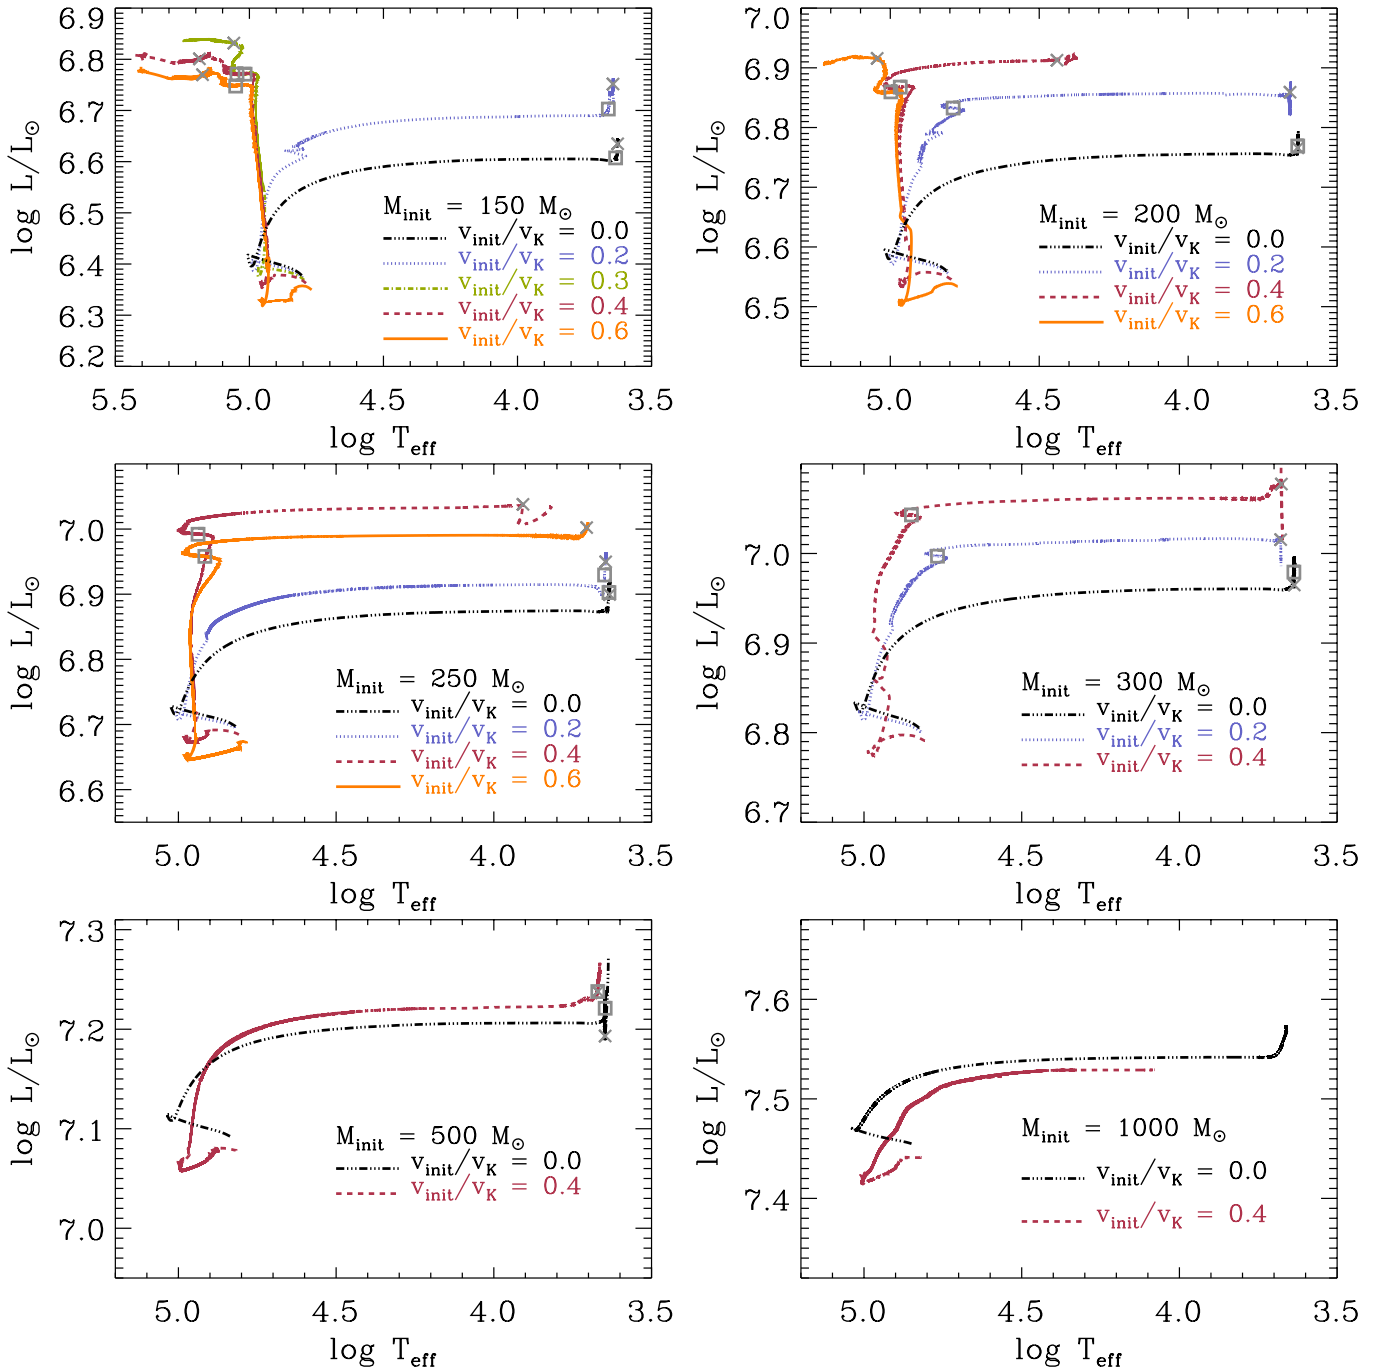 6.9
6.8
6.7
6.6
6.5
6.4
6.3
6.2
log L/L☉
M_init = 150 M☉
v_init/v_K = 0.0
v_init/v_K = 0.2
v_init/v_K = 0.3
v_init/v_K = 0.4
v_init/v_K = 0.6
5.5 5.0 4.5 4.0 3.5
log T_eff
7.0
6.9
6.8
6.7
6.6
6.5
log L/L☉
M_init = 200 M☉
v_init/v_K = 0.0
v_init/v_K = 0.2
v_init/v_K = 0.4
v_init/v_K = 0.6
5.0 4.5 4.0 3.5
log T_eff
7.0
6.9
6.8
6.7
6.6
log L/L☉
M_init = 250 M☉
v_init/v_K = 0.0
v_init/v_K = 0.2
v_init/v_K = 0.4
v_init/v_K = 0.6
5.0 4.5 4.0 3.5
log T_eff
7.0
6.9
6.8
6.7
log L/L☉
M_init = 300 M☉
v_init/v_K = 0.0
v_init/v_K = 0.2
v_init/v_K = 0.4
5.0 4.5 4.0 3.5
log T_eff
7.3
7.2
7.1
7.0
log L/L☉
M_init = 500 M☉
v_init/v_K = 0.0
v_init/v_K = 0.4
5.0 4.5 4.0 3.5
log T_eff
7.6
7.5
7.4
log L/L☉
M_init = 1000 M☉
v_init/v_K = 0.0
v_init/v_K = 0.4
5.0 4.5 4.0 3.5
log T_eff